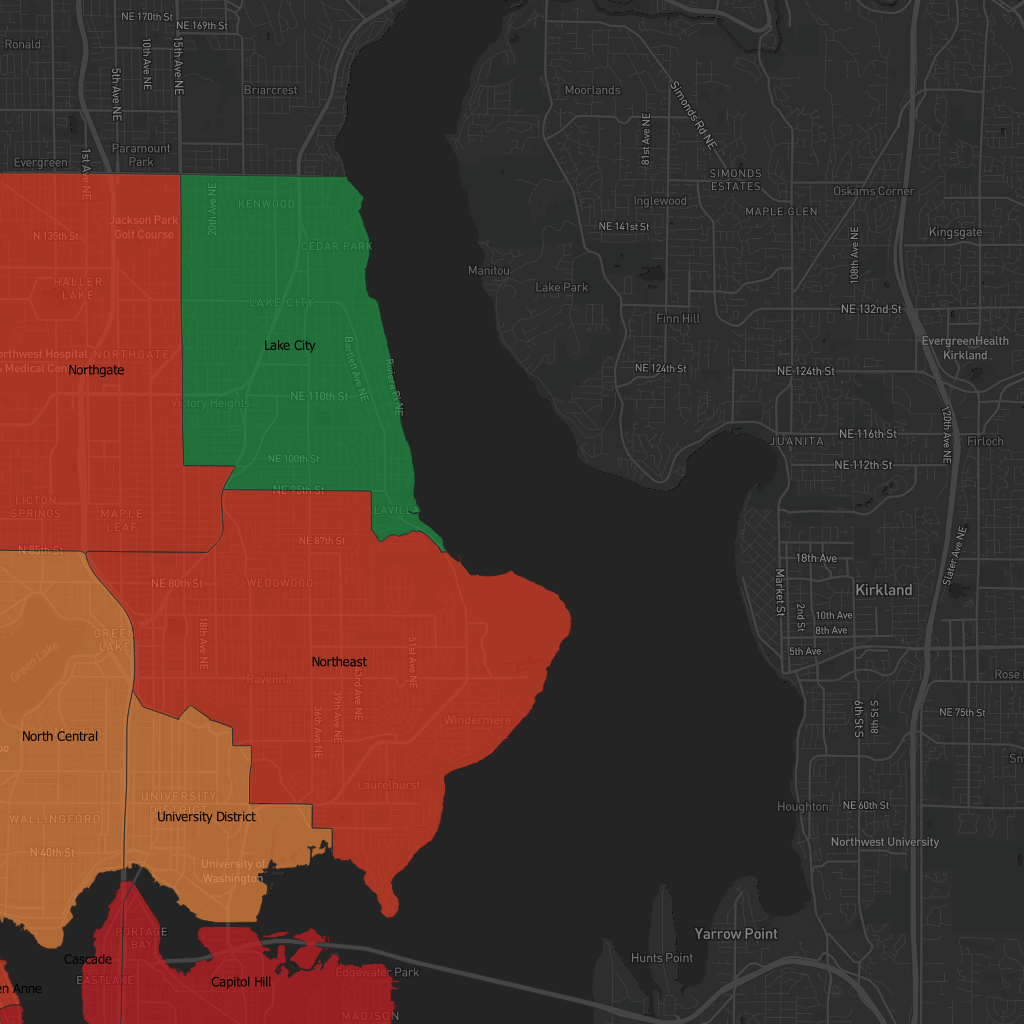 NE 170th St
NE 169th St
Ronald
10th Ave NE
15th Ave NE
5th Ave NE
Briarcrest
Moorlands
Simonds Rd NE
81st Ave NE
Paramount
Park
Evergreen
1st Ave NE
SIMONDS
ESTATES
Oskams Corner
20th Ave NE
KENWOOD
Inglewood
MAPLE GLEN
Jackson Park
Golf Course
N 135th St
NE 141st St
Kingsgate
CEDAR PARK
108th Ave NE
Manitou
Lake Park
HALLER
LAKE
LAKE CITY
NE 132nd St
Finn Hill
Lake City
EvergreenHealth
Kirkland
Northwest Hospital
& Medical Center
NORTHGATE
Northgate
Bartlett Ave NE
Riviera Pl NE
NE 124th St
NE 124th St
NE 110th St
Victory Heights
120th Ave NE
NE 116th St
JUANITA
Firloch
NE 100th St
NE 112th St
NE 95th St
LICTON
SPRINGS
MAPLE
LEAF
LAVILLA
NE 87th St
N 85th St
Slater Ave NE
18th Ave
NE 80th St
WEDGWOOD
Market St
Kirkland
2nd St
10th Ave
8th Ave
18th Ave NE
GREEN
LAKE
Green Lake
51st Ave NE
5th Ave
Northeast
Ravenna
43rd Ave NE
39th Ave NE
36th Ave NE
Rose
6th St S
8th St S
NE 75th St
Windermere
North Central
Laurelhurst
UNIVERSITY
DISTRICT
University District
WALLINGFORD
Houghton
NE 60th St
N 40th St
Northwest University
University of
Washington
PORTAGE
BAY
Yarrow Point
Cascade
Hunts Point
EASTLAKE
Capitol Hill
Edgewater Park
en Anne
MADISON